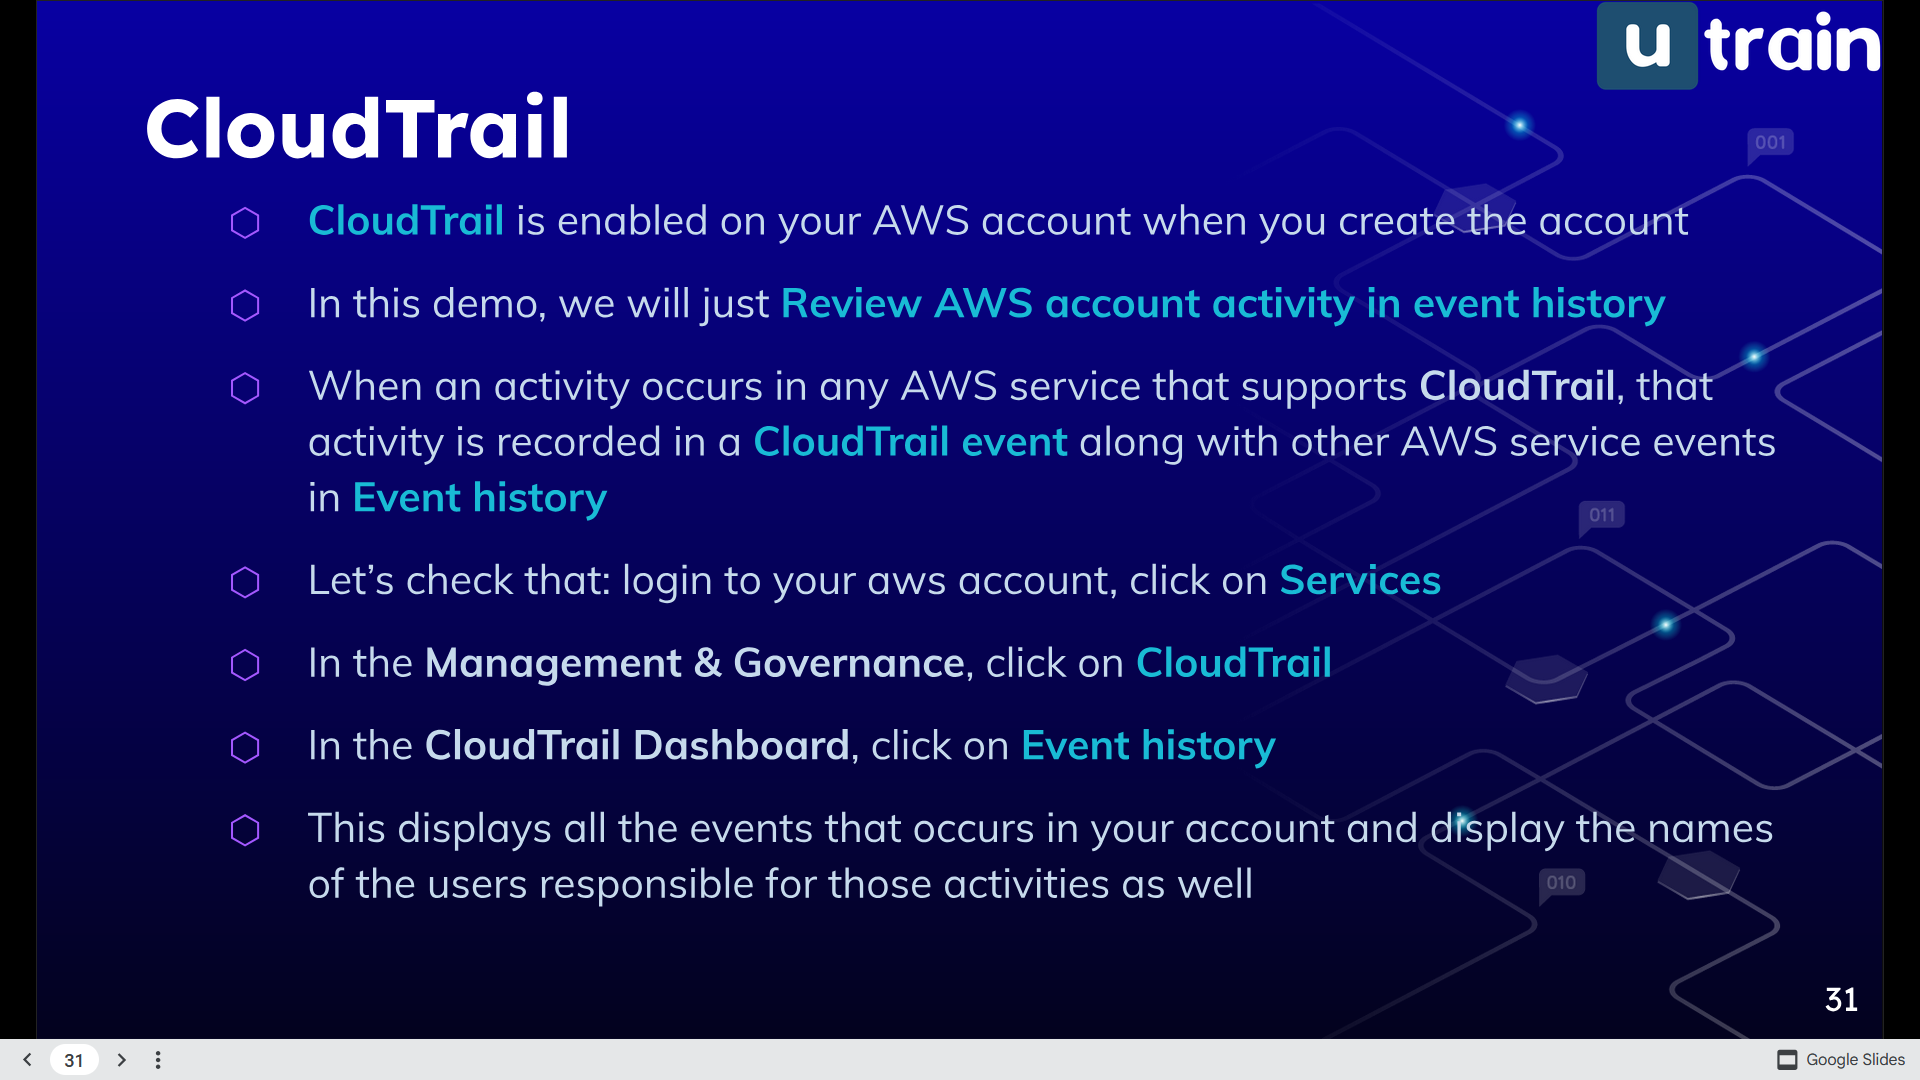 u train
CloudTrail
001
CloudTrail is enabled on your AWS account when you create the account
In this demo, we will just Review AWS account activity in event history
When an activity occurs in any AWS service that supports CloudTrail, that
activity is recorded in a CloudTrail event along with other AWS service events
in Event history
011
Let’s check that: login to your aws account, click on Services
In the Management & Governance, click on CloudTrail
In the CloudTrail Dashboard, click on Event history
This displays all the events that occurs in your account and display the names
of the users responsible for those activities as well
010
31
31
Google Slides